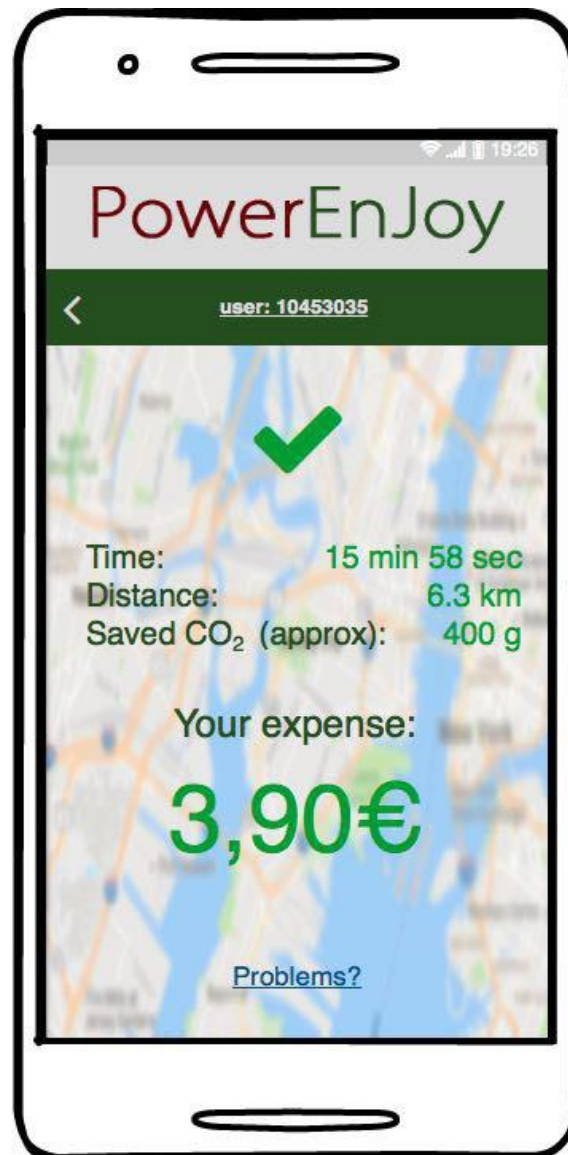 19:26
PowerEnJoy
user: 10453035
Time: 15 min 58 sec
Distance: 6.3 km
Saved CO₂ (approx): 400 g
Your expense:
3,90€
Problems?